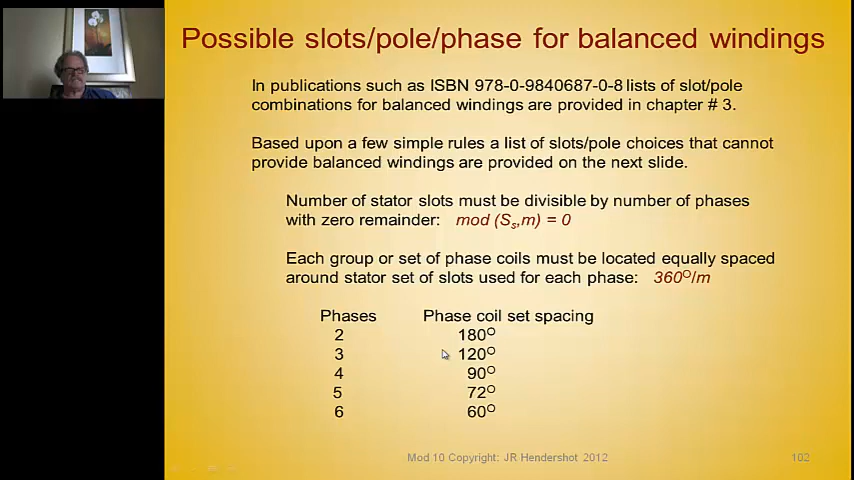 Possible slots/pole/phase for balanced windings
In publications such as ISBN 978-0-9840687-0-8 lists of slot/pole
combinations for balanced windings are provided in chapter # 3.
Based upon a few simple rules a list of slots/pole choices that cannot
provide balanced windings are provided on the next slide.
Number of stator slots must be divisible by number of phases
with zero remainder: mod (Ss,m) = 0
Each group or set of phase coils must be located equally spaced
around stator set of slots used for each phase: 360O/m
Phases Phase coil set spacing
2 180O
3 120O
4 90O
5 72O
6 60O
Mod 10 Copyright: JR Hendershot 2012 102